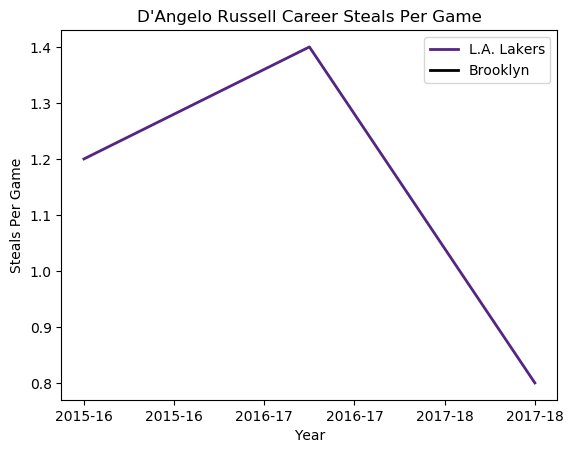 D'Angelo Russell Career Steals Per Game
L.A. Lakers
Brooklyn
Steals Per Game
1.4
1.3
1.2
1.1
1.0
0.9
0.8
2015-16 2015-16 2016-17 2016-17 2017-18 2017-18
Year